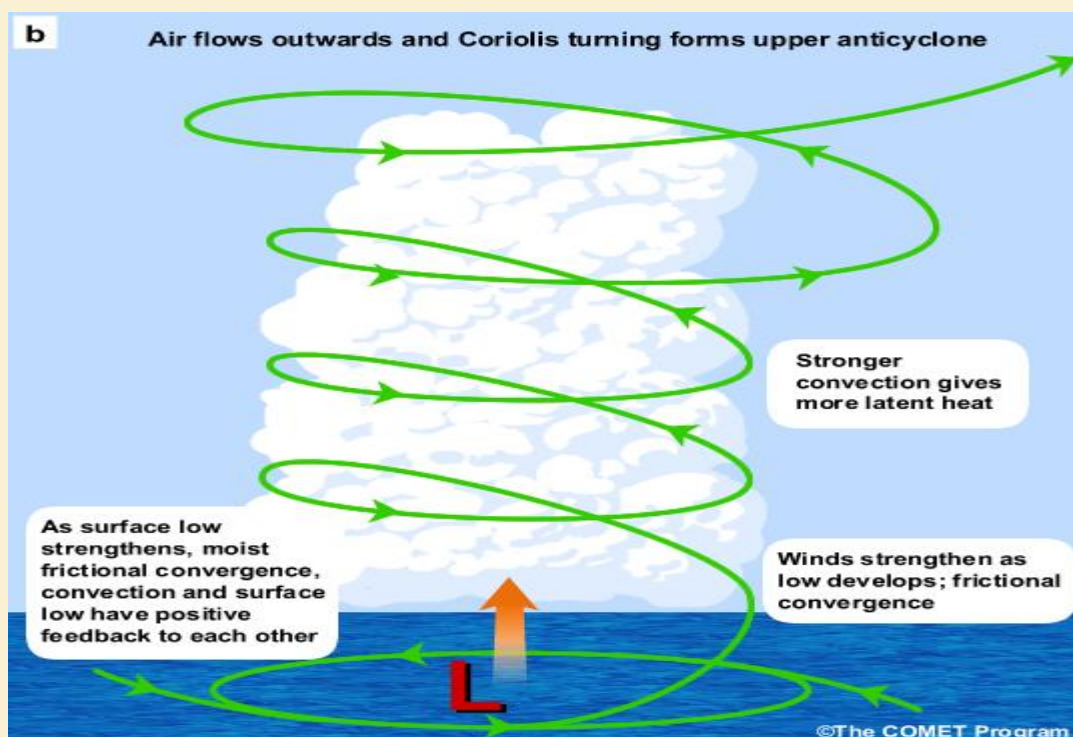 b
Air flows outwards and Coriolis turning forms upper anticyclone
Stronger
convection gives
more latent heat
As surface low
strengthens, moist
frictional convergence,
convection and surface
low have positive
feedback to each other
Winds strengthen as
low develops; frictional
convergence
L
©The COMET Program